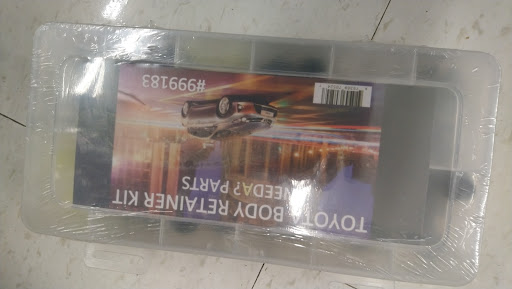 TOYOTA BODY RETAINER KIT
NEEDA? PARTS
#999183